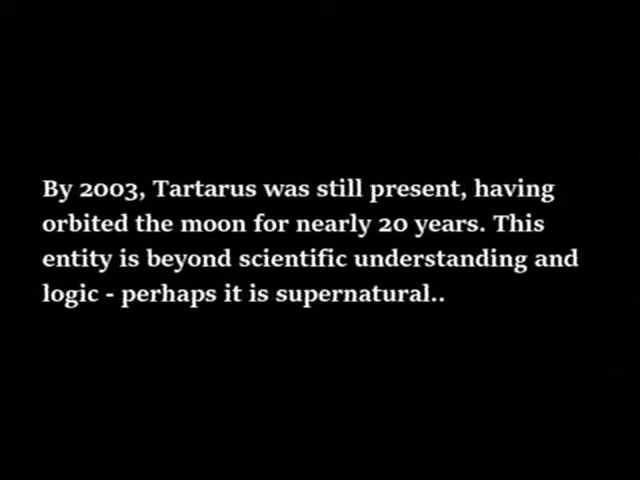 By 2003, Tartarus was still present, having
orbited the moon for nearly 20 years. This
entity is beyond scientific understanding and
logic - perhaps it is supernatural..